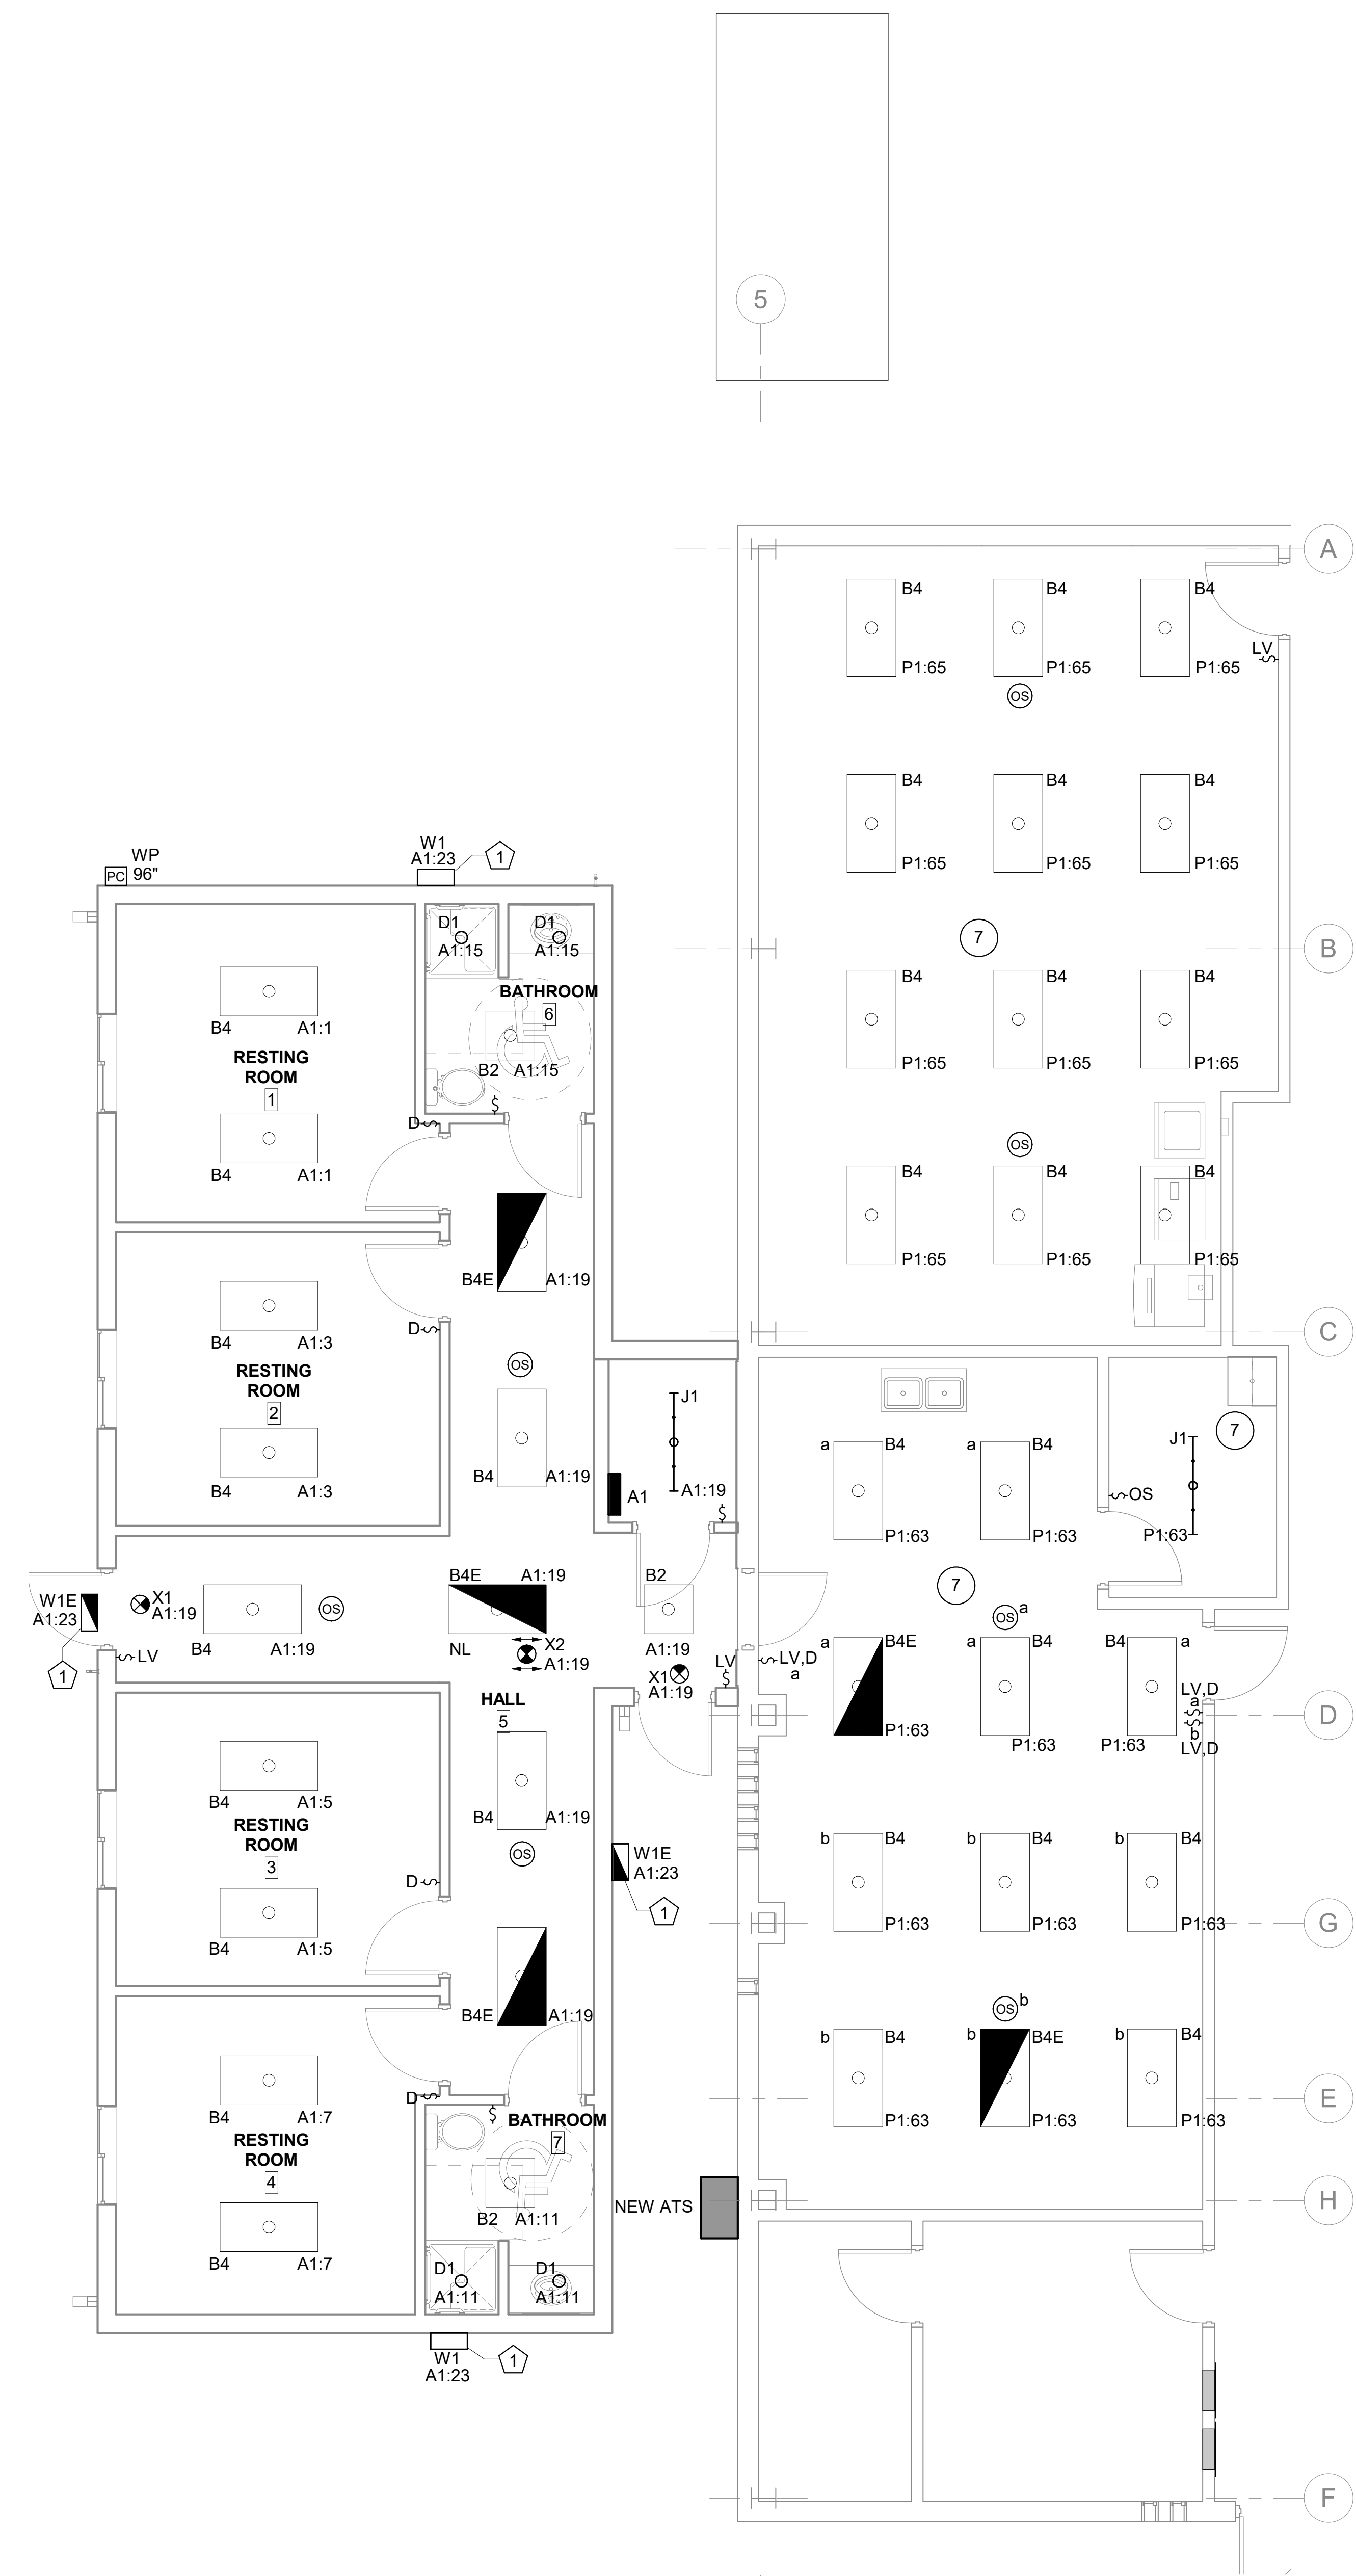 5
A
B4
B4
B4
LV
P1:65
P1:65
P1:65
OS
B4
B4
B4
P1:65
P1:65
P1:65
7
B
B4
B4
B4
P1:65
P1:65
P1:65
OS
B4
B4
B4
P1:65
P1:65
P1:65
C
W1
A1:23
1
WP
96"
PC
D1
A1:15
D1
A1:15
BATHROOM
6
B2
A1:15
$
B4
A1:1
RESTING
ROOM
1
D
B4
A1:1
B4E
A1:19
D
B4
A1:3
RESTING
ROOM
2
B4
A1:3
OS
B4
A1:19
J1
A1:19
A1
$
W1E
A1:23
1
X1
A1:19
OS
B4
A1:19
LV
B4E
A1:19
NL
X2
A1:19
B2
A1:19
X1
A1:19
LV
$
HALL
5
B4
A1:19
OS
W1E
A1:23
1
B4
A1:5
RESTING
ROOM
3
D
B4
A1:5
B4E
A1:19
D
$
BATHROOM
7
B2
A1:11
D1
A1:11
D1
A1:11
B4
A1:7
RESTING
ROOM
4
B4
A1:7
W1
A1:23
1
NEW ATS
7
J1
OS
P1:63
a
B4
a
B4
P1:63
P1:63
7
OS
a
a
B4E
a
B4
B4
a
LV,D
a
LV,D
a
b
LV,D
P1:63
P1:63
P1:63
D
b
B4
b
B4
b
B4
P1:63
P1:63
P1:63
G
OS
b
b
B4
b
B4E
b
B4
P1:63
P1:63
P1:63
E
H
F